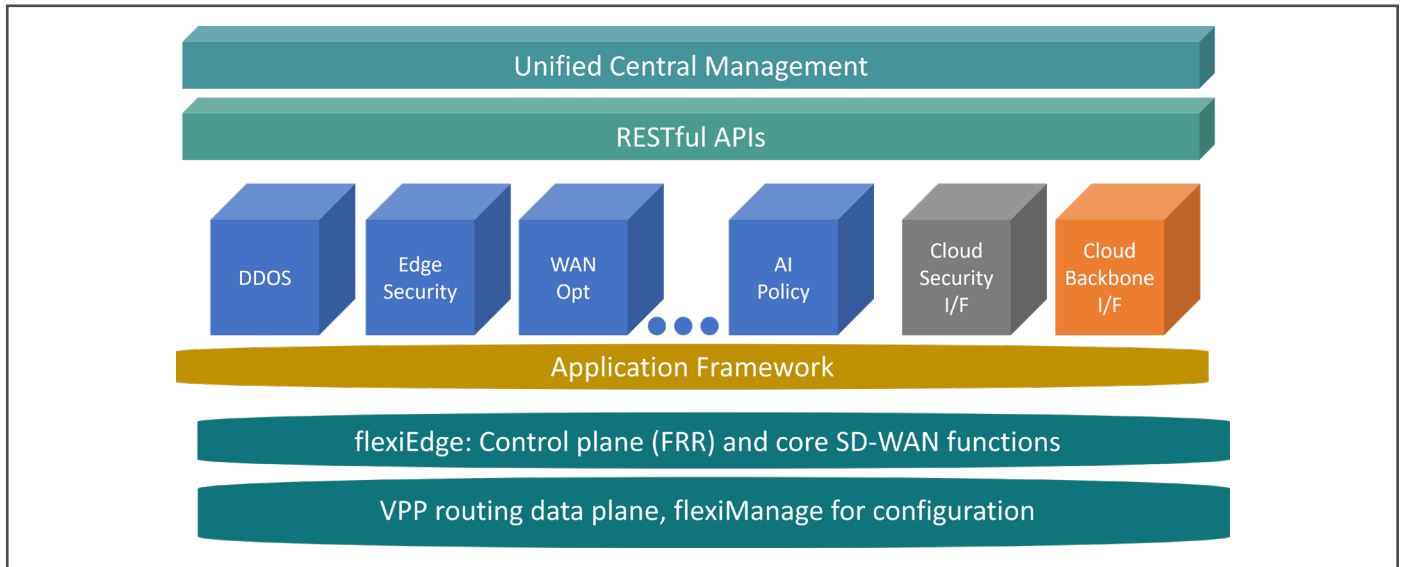 Unified Central Management
RESTful APIs
DDOS
Edge
Security
WAN
Opt
AI
Policy
Cloud
Security
I/F
Cloud
Backbone
I/F
Application Framework
flexiEdge: Control plane (FRR) and core SD-WAN functions
VPP routing data plane, flexiManage for configuration